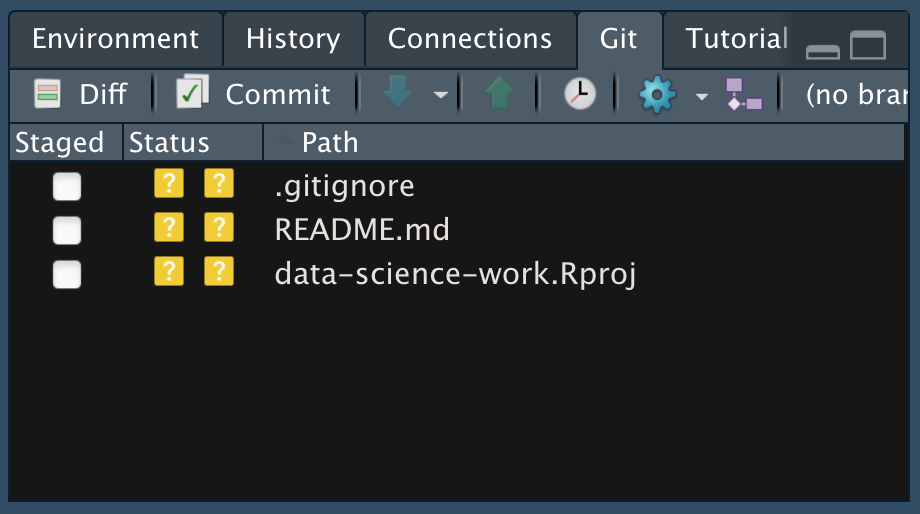 Environment History Connections Git Tutorial
Diff Commit (no bran
Staged Status Path
? ? .gitignore
? ? README.md
? ? data-science-work.Rproj